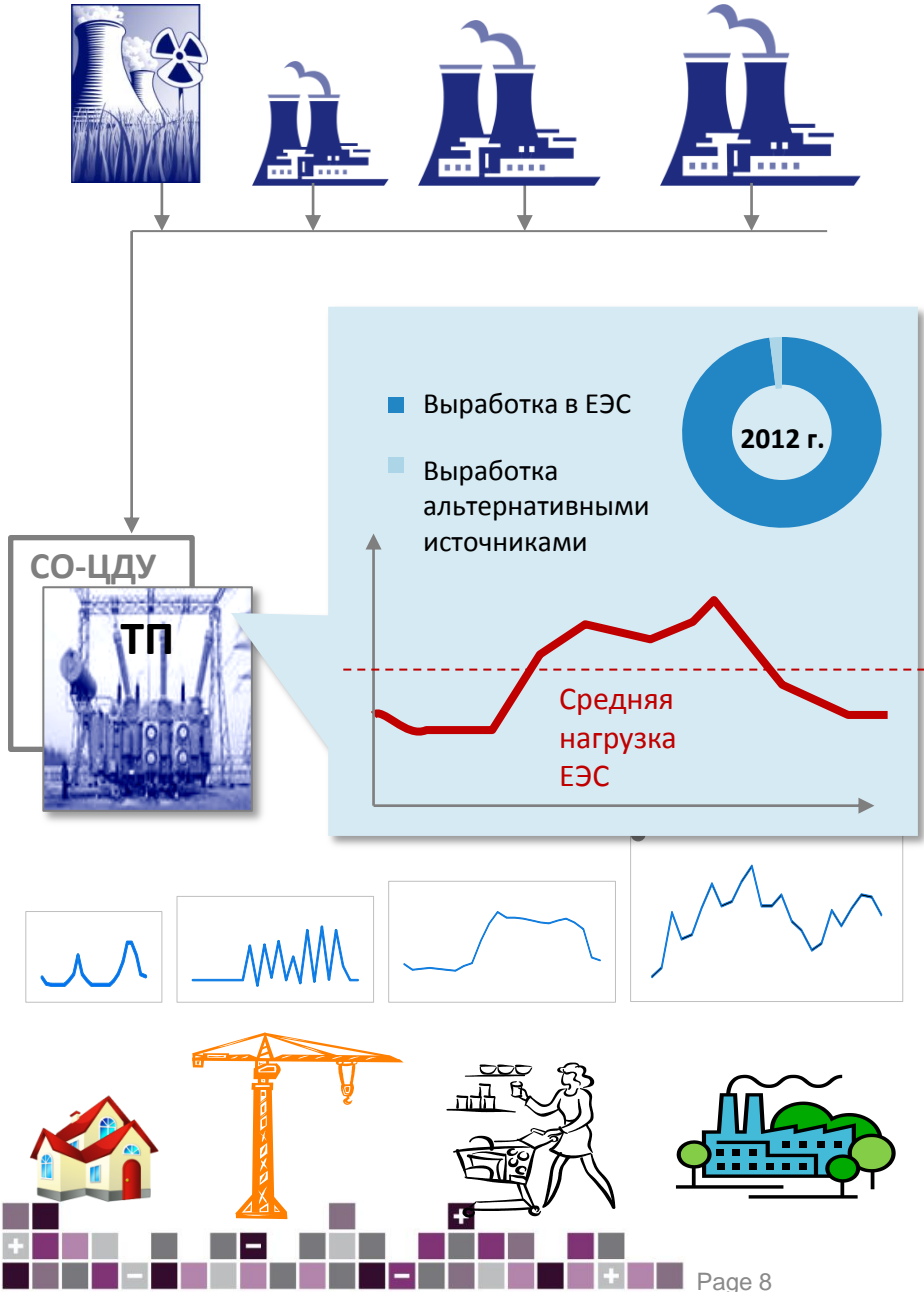 Выработка в ЕЭС
Выработка
альтернативными
источниками
2012 г.
СО-ЦДУ
ТП
Средняя
нагрузка
ЕЭС
Page 8